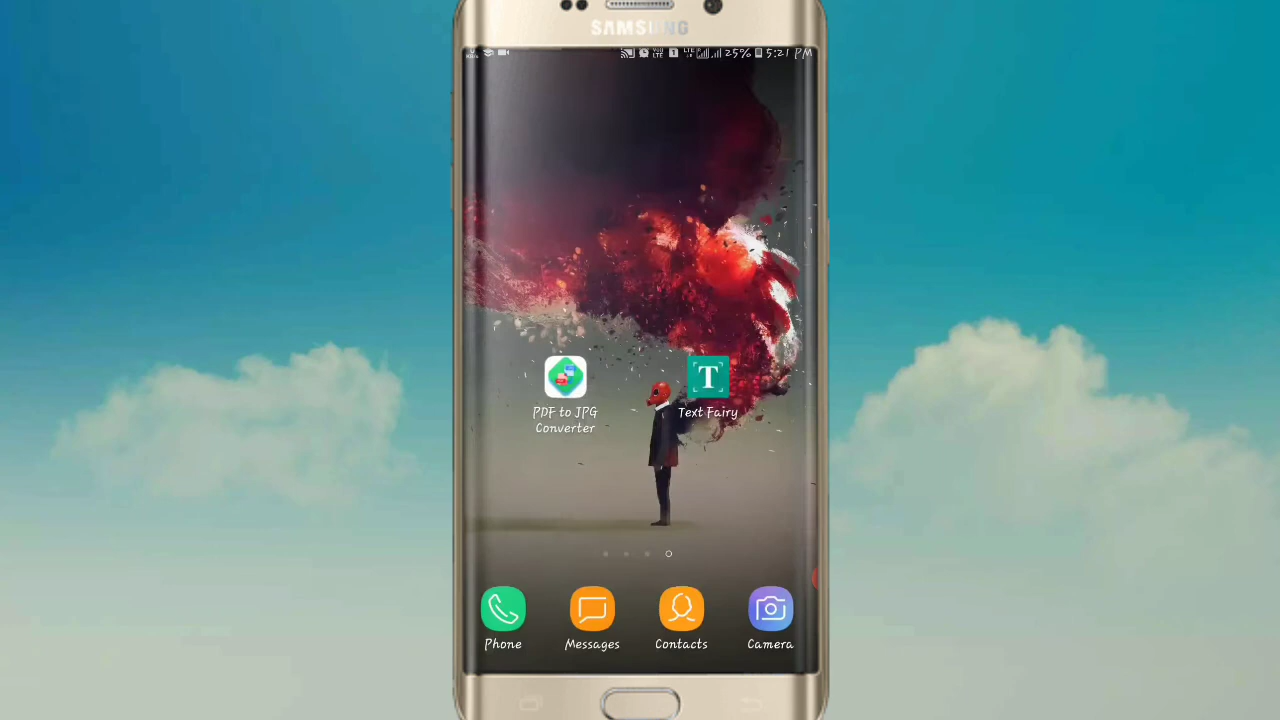 SAMSUNG
25% 5:21 PM
PDF to JPG
Converter
T
Text Fairy
Phone
Messages
Contacts
Camera